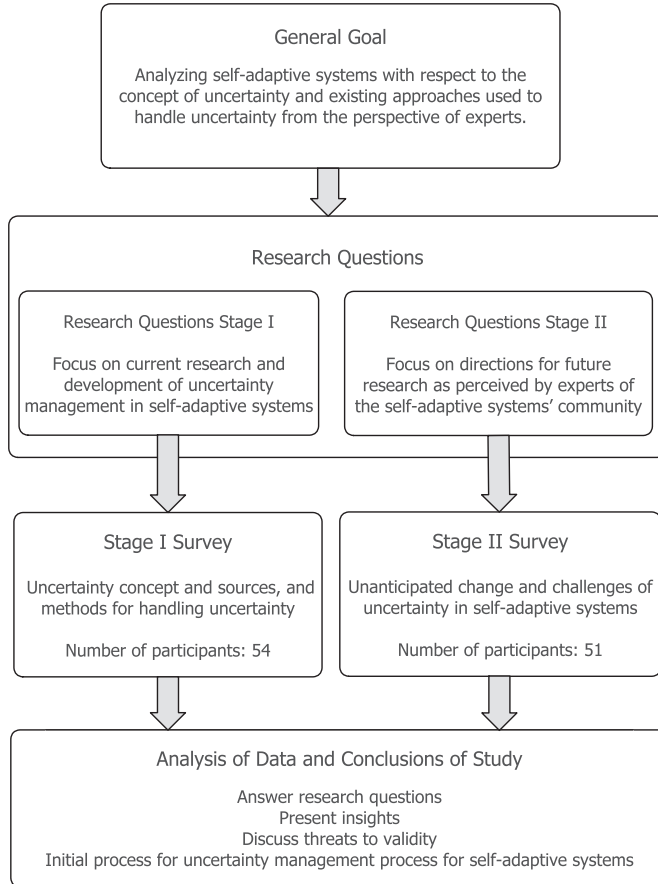 General Goal
Analyzing self-adaptive systems with respect to the
concept of uncertainty and existing approaches used to
handle uncertainty from the perspective of experts.
Research Questions
Research Questions Stage I
Focus on current research and
development of uncertainty
management in self-adaptive systems
Research Questions Stage II
Focus on directions for future
research as perceived by experts of
the self-adaptive systems’ community
Stage I Survey
Uncertainty concept and sources, and
methods for handling uncertainty
Number of participants: 54
Stage II Survey
Unanticipated change and challenges of
uncertainty in self-adaptive systems
Number of participants: 51
Analysis of Data and Conclusions of Study
Answer research questions
Present insights
Discuss threats to validity
Initial process for uncertainty management process for self-adaptive systems